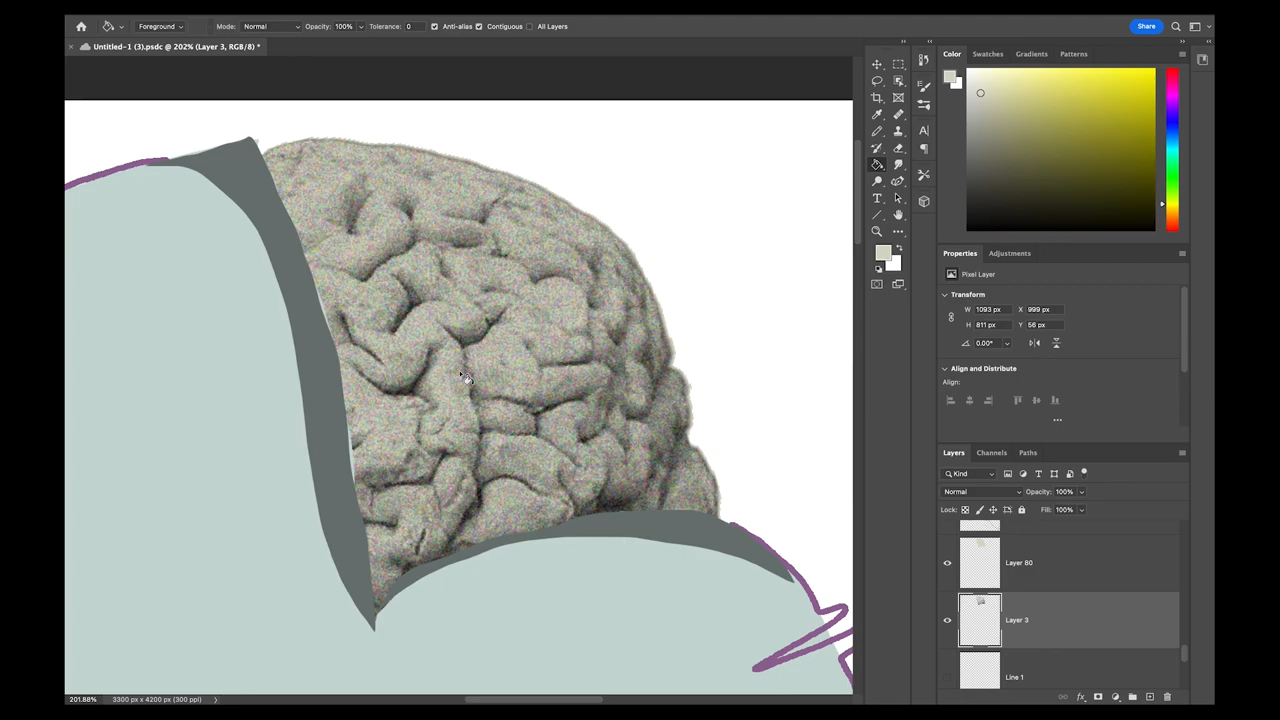 Foreground Mode: Normal Opacity: 100% Tolerance: 0 Anti-alias Contiguous All Layers Share
× Untitled-1 (3).psdc @ 202% (Layer 3, RGB/8) *
Color Swatches Gradients Patterns
Properties Adjustments
Pixel Layer
Transform
W 1093 px X 999 px
H 811 px Y 56 px
0.00°
Align and Distribute
Align:
Layers Channels Paths
Kind
Normal Opacity: 100%
Lock: Fill: 100%
Layer 80
Layer 3
Line 1
201.88% 3300 px x 4200 px (300 ppi)